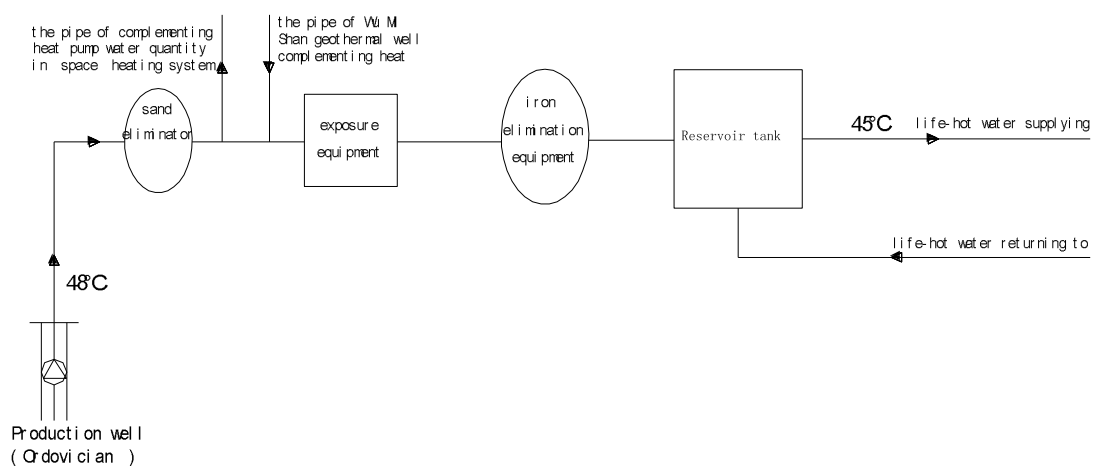 the pipe of complementing
heat pump water quantity
in space heating system
the pipe of Wu Mi
Shan geothermal well
complementing heat
sand
eliminator
exposure
equipment
iron
elimination
equipment
Reservoir tank
45°C
life-hot water supplying
life-hot water returning to
48°C
Production well
( Ordovician )